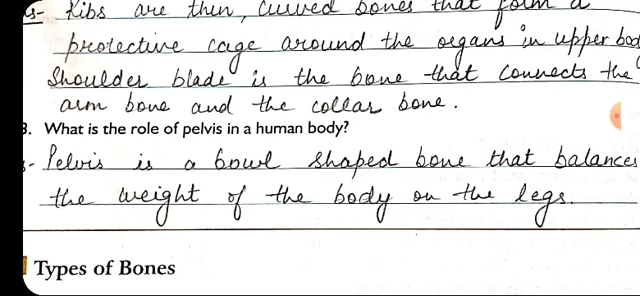 s- Ribs are thin, curved bones that form a
protective cage around the organs in upper bod
Shoulder blade is the bone that connects the
arm bone and the collar bone.
3. What is the role of pelvis in a human body?
s- Pelvis is a bowl shaped bone that balances
the weight of the body on the legs.
Types of Bones